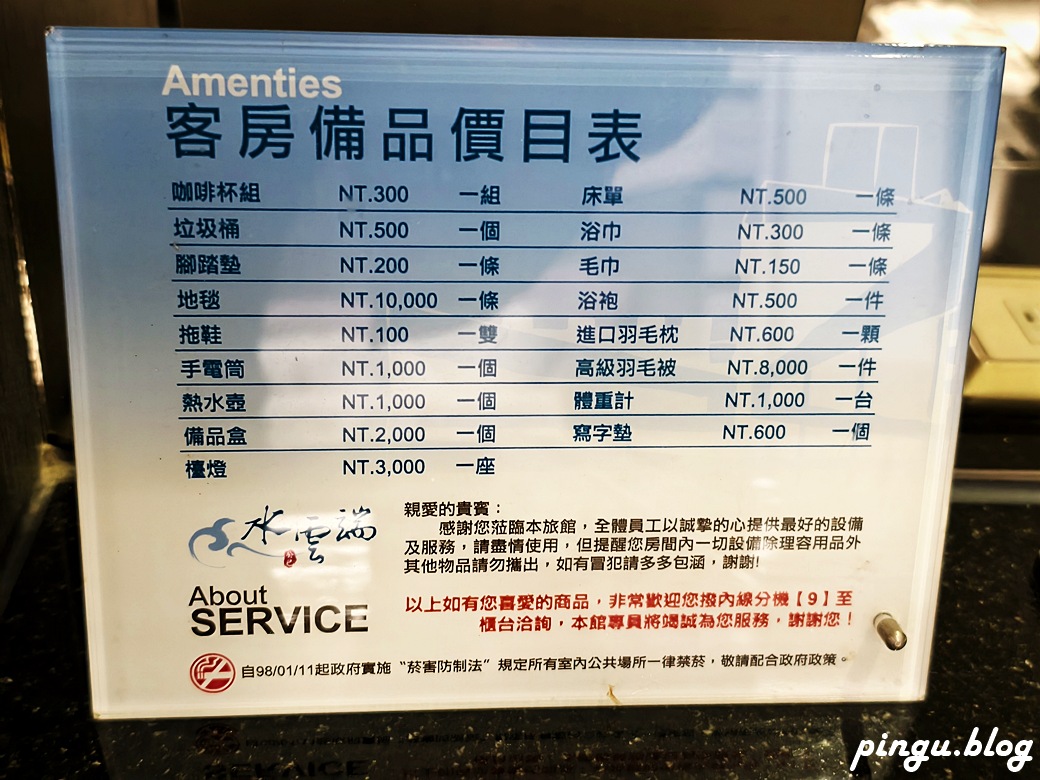 Amenties
客房備品價目表
咖啡杯組 NT.300 一組 床單 NT.500 一條
垃圾桶 NT.500 一個 浴巾 NT.300 一條
腳踏墊 NT.200 一條 毛巾 NT.150 一條
地毯 NT.10,000 一條 浴袍 NT.500 一件
拖鞋 NT.100 一雙 進口羽毛枕 NT.600 一顆
手電筒 NT.1,000 一個 高級羽毛被 NT.8,000 一件
熱水壺 NT.1,000 一個 體重計 NT.1,000 一台
備品盒 NT.2,000 一個 寫字墊 NT.600 一個
檯燈 NT.3,000 一座
水雲端
About
SERVICE
親愛的貴賓：
感謝您蒞臨本旅館，全體員工以誠摯的心提供最好的設備
及服務，請盡情使用，但提醒您房間內一切設備除理容用品外
其他物品請勿攜出，如有冒犯請多多包涵，謝謝!
以上如有您喜愛的商品，非常歡迎您撥內線分機【9】至
櫃台洽詢，本館專員將竭誠為您服務，謝謝您！
自98/01/11起政府實施“菸害防制法”規定所有室內公共場所一律禁菸，敬請配合政府政策。
pingu.blog